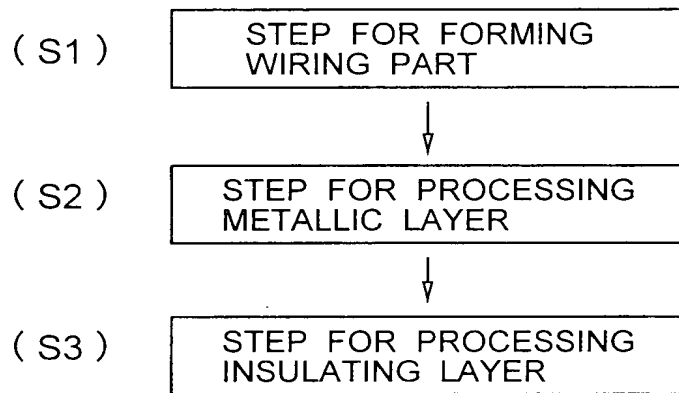 ( S1 ) STEP FOR FORMING
WIRING PART
( S2 ) STEP FOR PROCESSING
METALLIC LAYER
( S3 ) STEP FOR PROCESSING
INSULATING LAYER